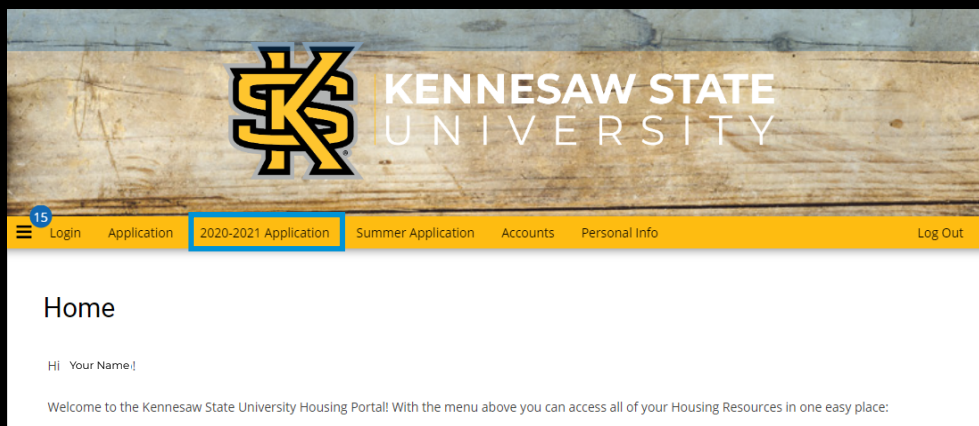 KS
KENNESAW STATE
UNIVERSITY
15
Login Application 2020-2021 Application Summer Application Accounts Personal Info Log Out
Home
Hi Your Name!
Welcome to the Kennesaw State University Housing Portal! With the menu above you can access all of your Housing Resources in one easy place: